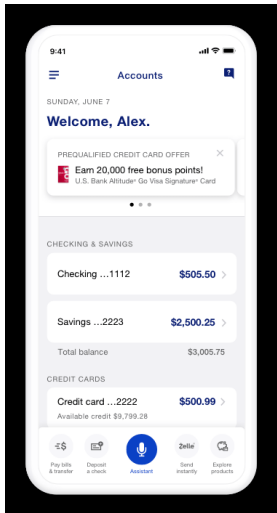 9:41
Accounts
?
SUNDAY, JUNE 7
Welcome, Alex.
PREQUALIFIED CREDIT CARD OFFER
Earn 20,000 free bonus points!
U.S. Bank Altitude® Go Visa Signature® Card
CHECKING & SAVINGS
Checking ...1112 $505.50
Savings ...2223 $2,500.25
Total balance $3,005.75
CREDIT CARDS
Credit card ...2222 $500.99
Available credit $9,799.28
Pay bills & transfer
Deposit a check
Assistant
Zelle
Send instantly
Explore products